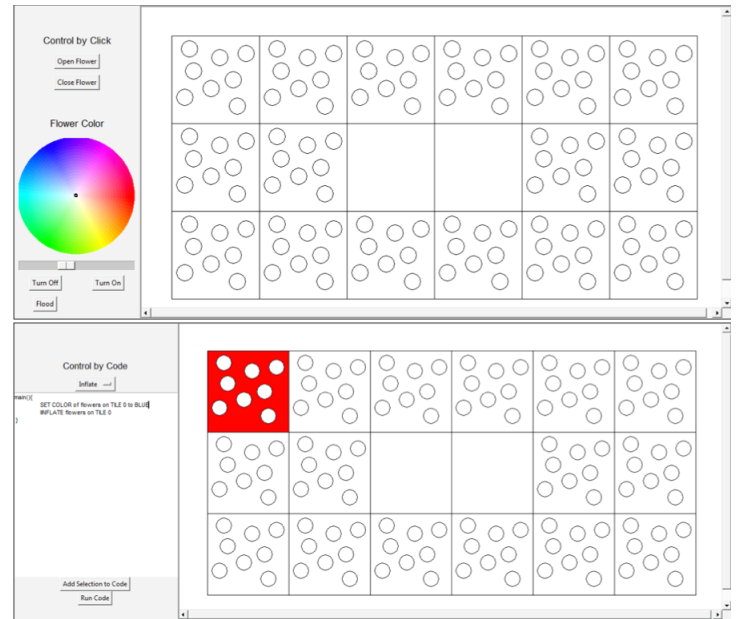 Control by Click
Open Flower
Close Flower
Flower Color
Turn Off
Turn On
Flood
Control by Code
Inflate
main(){
SET COLOR of flowers on TILE 0 to BLUE
INFLATE flowers on TILE 0
}
Add Selection to Code
Run Code